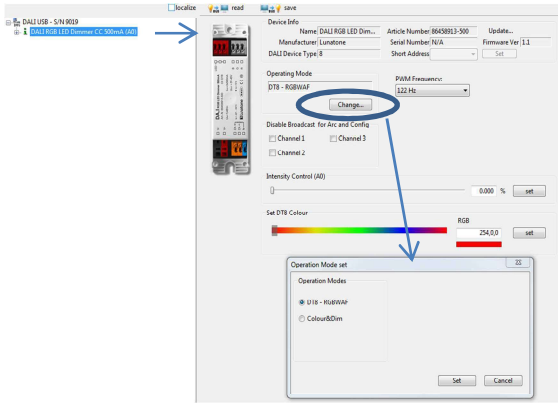 localize read save
DALI USB - S/N 9019
DALI RGB LED Dimmer CC 500mA (A0)
Device Info
Name DALI RGB LED Dim... Article Number 86458913-500 Update...
Manufacturer Lunatone Serial Number N/A Firmware Ver 1.1
DALI Device Type 8 Short Address Set
Operating Mode
DT8 - RGBWAF
PWM Frequency:
122 Hz
Change...
Disable Broadcast for Arc and Config
Channel 1 Channel 3
Channel 2
Intensity Control (A0)
0.000 % set
Set DT8 Colour
RGB
254,0,0 set
Operation Mode set
Operation Modes
DT8 - RGBWAF
Colour&Dim
Set Cancel